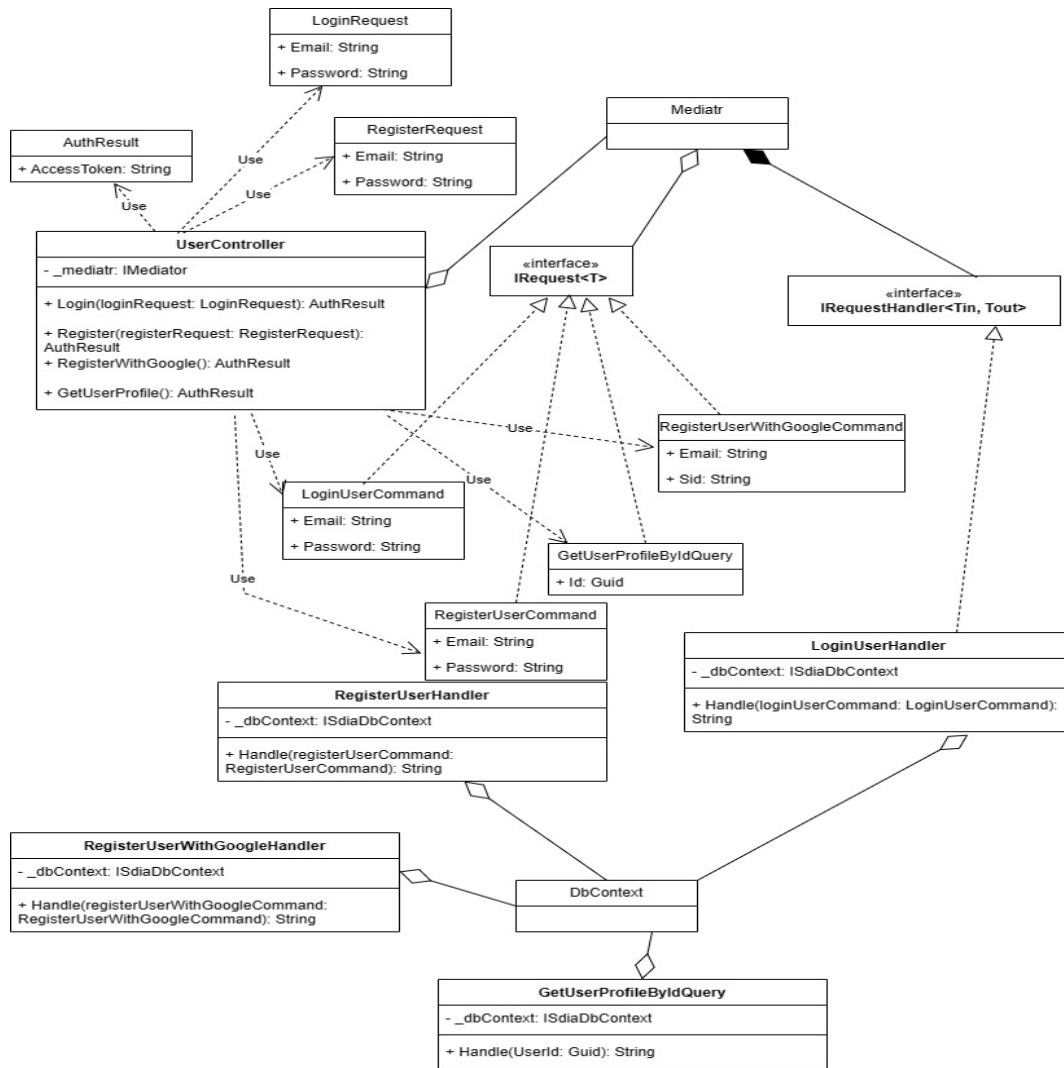 LoginRequest
+ Email: String
+ Password: String
Mediatr
RegisterRequest
+ Email: String
+ Password: String
AuthResult
+ AccessToken: String
Use
Use
Use
UserController
- _mediatr: IMediator
+ Login(loginRequest: LoginRequest): AuthResult
+ Register(registerRequest: RegisterRequest):
AuthResult
+ RegisterWithGoogle(): AuthResult
+ GetUserProfile(): AuthResult
«interface»
IRequest<T>
«interface»
IRequestHandler<Tin, Tout>
Use
RegisterUserWithGoogleCommand
+ Email: String
+ Sid: String
Use
Use
LoginUserCommand
+ Email: String
+ Password: String
GetUserProfileByIdQuery
+ Id: Guid
Use
RegisterUserCommand
+ Email: String
+ Password: String
LoginUserHandler
- _dbContext: ISdiaDbContext
+ Handle(loginUserCommand: LoginUserCommand):
String
RegisterUserHandler
- _dbContext: ISdiaDbContext
+ Handle(registerUserCommand:
RegisterUserCommand): String
RegisterUserWithGoogleHandler
- _dbContext: ISdiaDbContext
+ Handle(registerUserWithGoogleCommand:
RegisterUserWithGoogleCommand): String
DbContext
GetUserProfileByIdQuery
- _dbContext: ISdiaDbContext
+ Handle(UserId: Guid): String